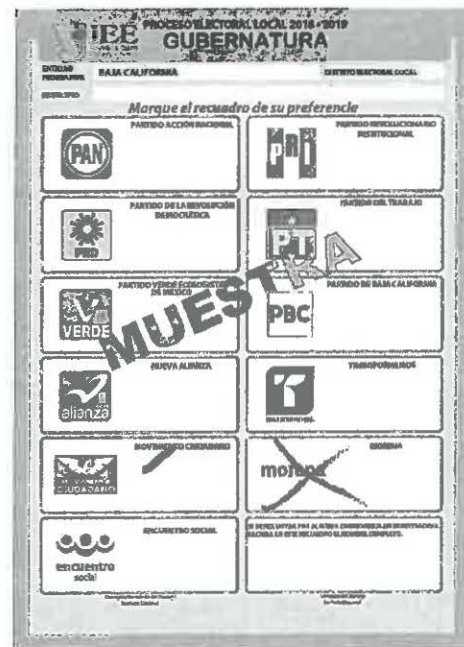 IEE
PROCESO ELECTORAL LOCAL 2018 - 2019
GUBERNATURA
ENTIDAD
BAJA CALIFORNIA
DISTRITO ELECTORAL LOCAL
MUNICIPIO
Marque el recuadro de su preferencia
PARTIDO ACCIÓN NACIONAL
PAN
PARTIDO REVOLUCIONARIO
INSTITUCIONAL
PRI
PARTIDO DE LA REVOLUCIÓN
DEMOCRÁTICA
PRD
PARTIDO DEL TRABAJO
PT
PARTIDO VERDE ECOLOGISTA
DE MÉXICO
VERDE
PARTIDO DE BAJA CALIFORNIA
PBC
MUESTRA
NUEVA ALIANZA
alianza
TRANSFORMEMOS
MOVIMIENTO CIUDADANO
CIUDADANO
MORENA
morena
ENCUENTRO SOCIAL
encuentro
social